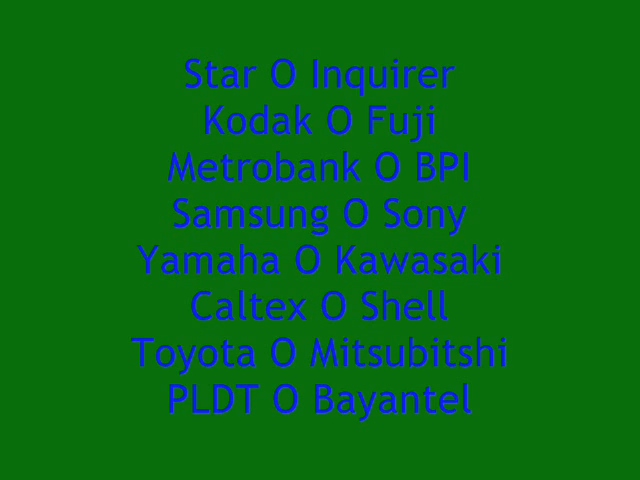 Star O Inquirer
Kodak O Fuji
Metrobank O BPI
Samsung O Sony
Yamaha O Kawasaki
Caltex O Shell
Toyota O Mitsubitshi
PLDT O Bayantel